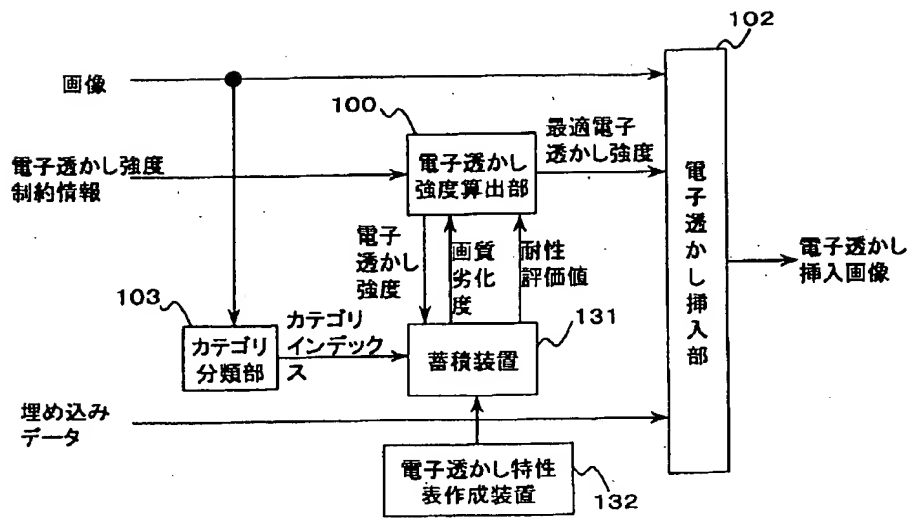 102
画像
100
最適電子
透かし強度
電子透かし強度
制約情報
電子透かし
強度算出部
電子透かし挿入部
電子
透かし
強度
画質
劣化
度
耐性
評価値
電子透かし
挿入画像
103
カテゴリ
インデック
ス
131
カテゴリ
分類部
蓄積装置
埋め込み
データ
電子透かし特性
表作成装置
132